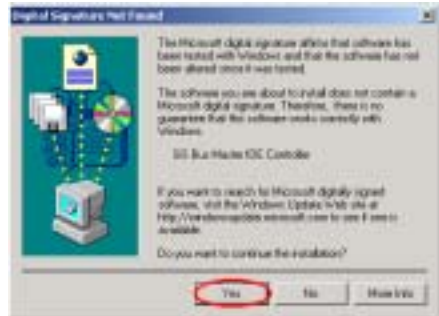 Digital Signature Not Found
The Microsoft digital signature affirms that software has
been tested with Windows and that the software has not
been altered since it was tested.
The software you are about to install does not contain a
Microsoft digital signature. Therefore, there is no
guarantee that this software works correctly with
Windows.
SiS Bus Master IDE Controller
If you want to search for Microsoft digitally signed
software, visit the Windows Update Web site at
http://windowsupdate.microsoft.com to see if one is
available.
Do you want to continue the installation?
Yes
No
More Info